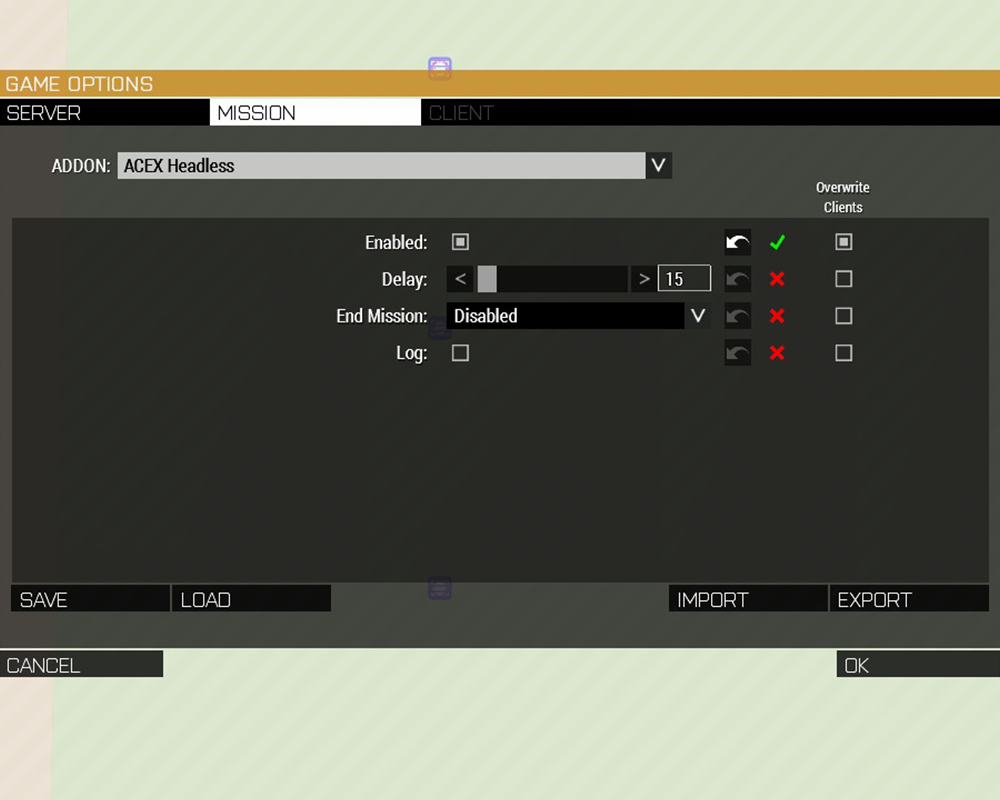 GAME OPTIONS
SERVER MISSION CLIENT
ADDON: ACEX Headless V
Overwrite
Clients
Enabled:
Delay: < > 15
End Mission: Disabled V
Log:
SAVE LOAD IMPORT EXPORT
CANCEL OK